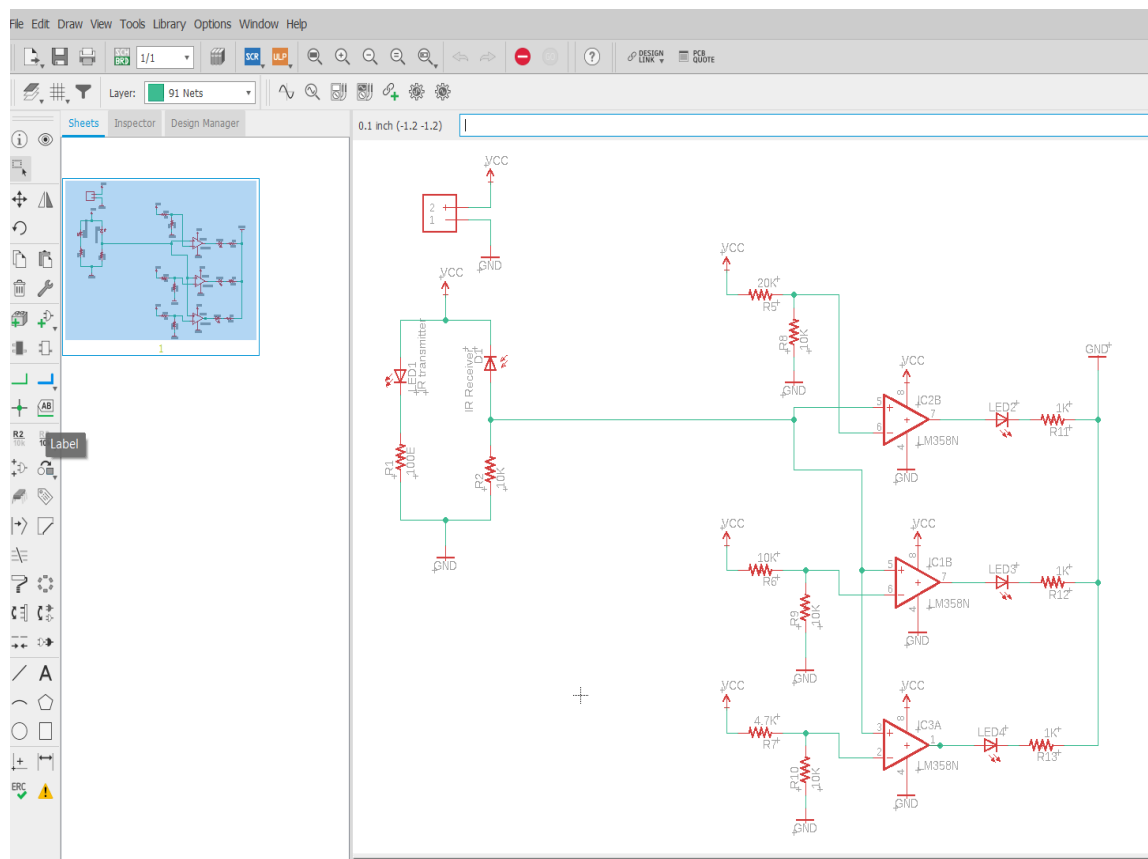 File Edit Draw View Tools Library Options Window Help
1/1 SCR ULP DESIGN LINK PCB QUOTE
Layer: 91 Nets
Sheets Inspector Design Manager
0.1 inch (-1.2 -1.2)
1
R2
10k
Label
ERC
VCC
2
1
GND
VCC
LED1
IR transmitter
IR Receiver
D1
R1
100E
R2
10K
GND
VCC
20K
R5
R8
10K
GND
VCC
8
5
6
7
4
IC2B
LM358N
GND
LED2
1K
R11
GND
VCC
10K
R6
R9
10K
GND
VCC
8
5
6
7
4
IC1B
LM358N
GND
LED3
1K
R12
VCC
4.7K
R7
R10
10K
GND
VCC
8
3
2
1
4
IC3A
LM358N
GND
LED4
1K
R13